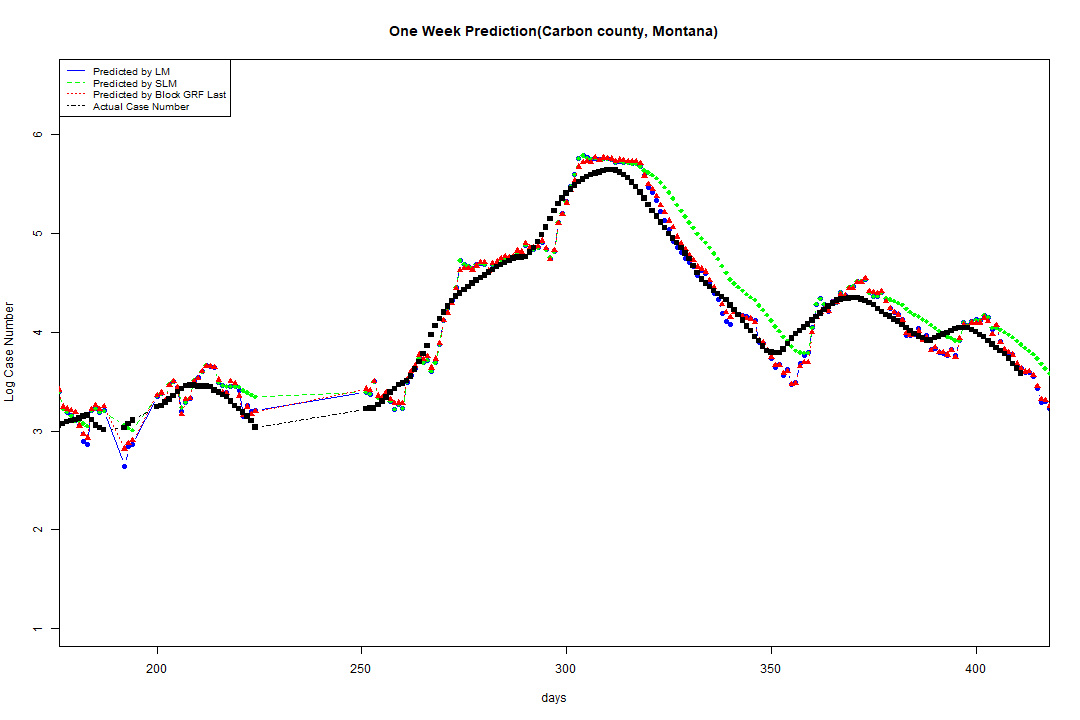 One Week Prediction(Carbon county, Montana)
Predicted by LM
Predicted by SLM
Predicted by Block GRF Last
Actual Case Number
Log Case Number
6
5
4
3
2
1
200 250 300 350 400
days